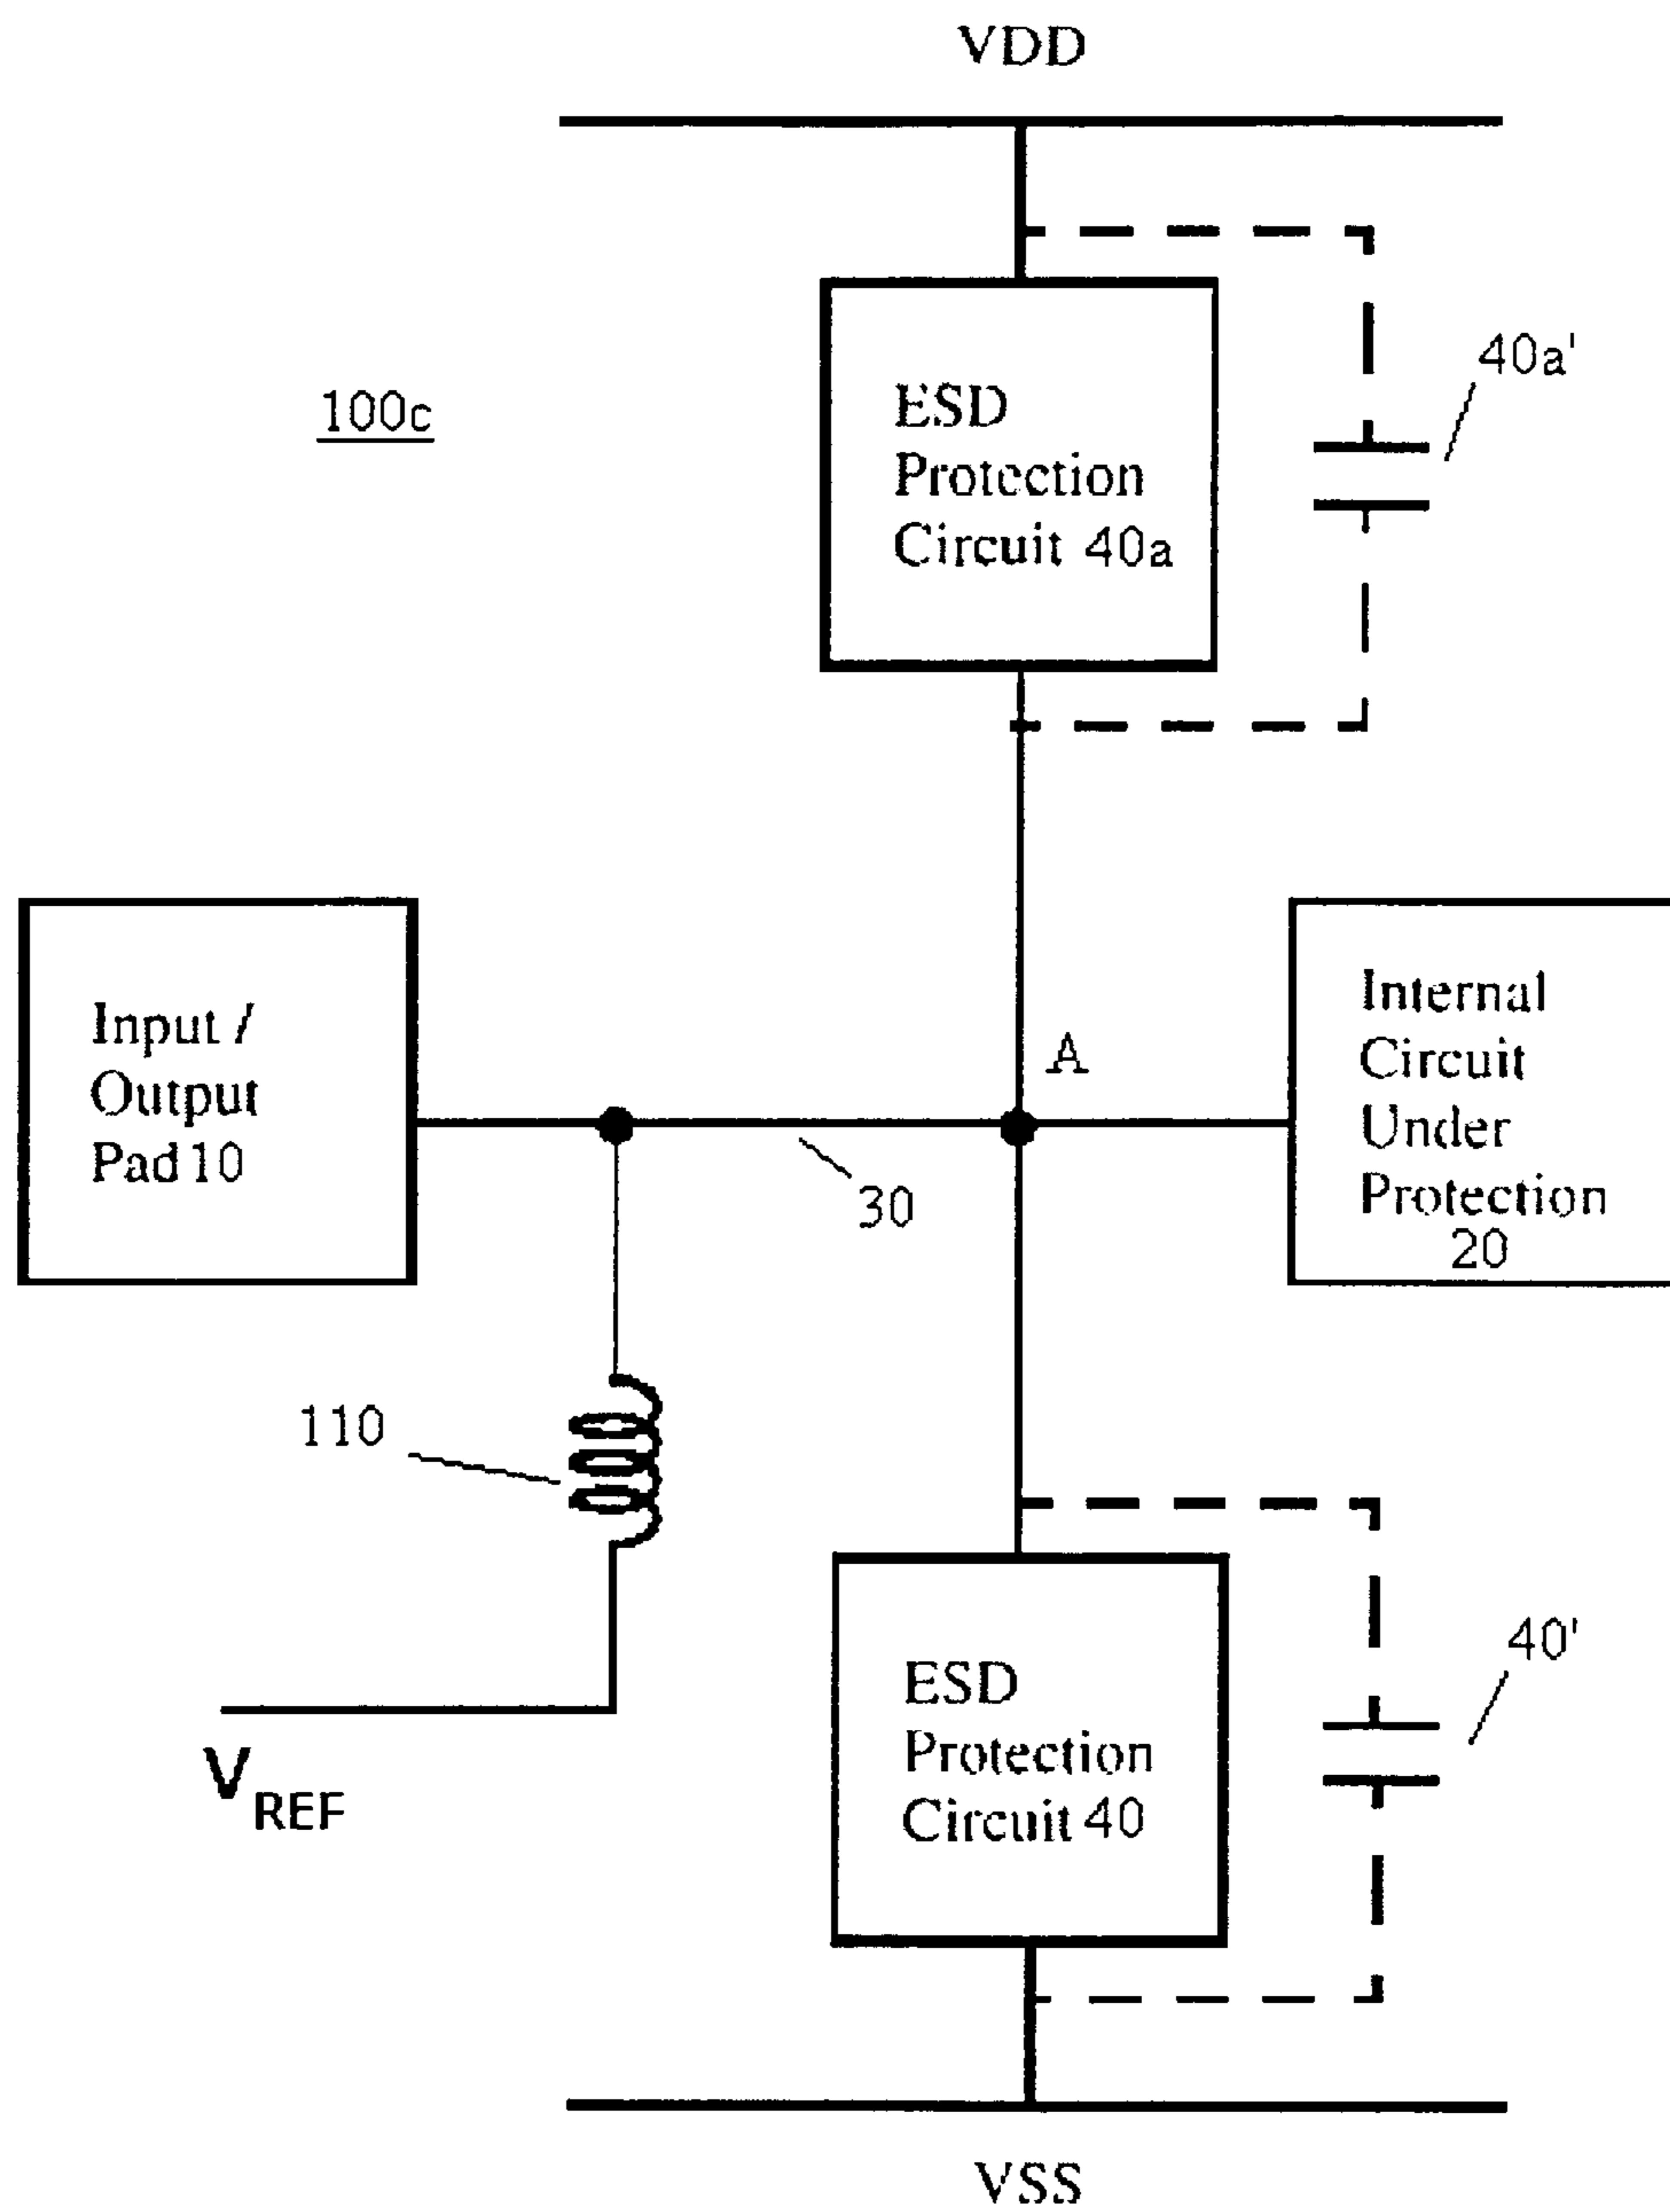 VDD
100c
ESD
Protection
Circuit 40a
40a'
Input /
Output
Pad 10
A
30
Internal
Circuit
Under
Protection
20
110
VREF
ESD
Protection
Circuit 40
40'
VSS